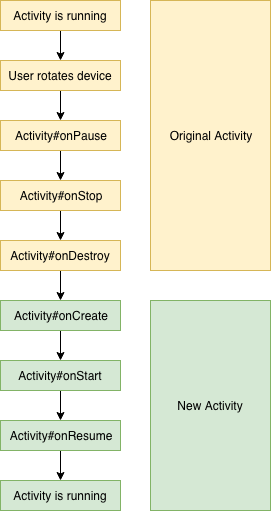 Activity is running
User rotates device
Activity#onPause
Original Activity
Activity#onStop
Activity#onDestroy
Activity#onCreate
Activity#onStart
New Activity
Activity#onResume
Activity is running